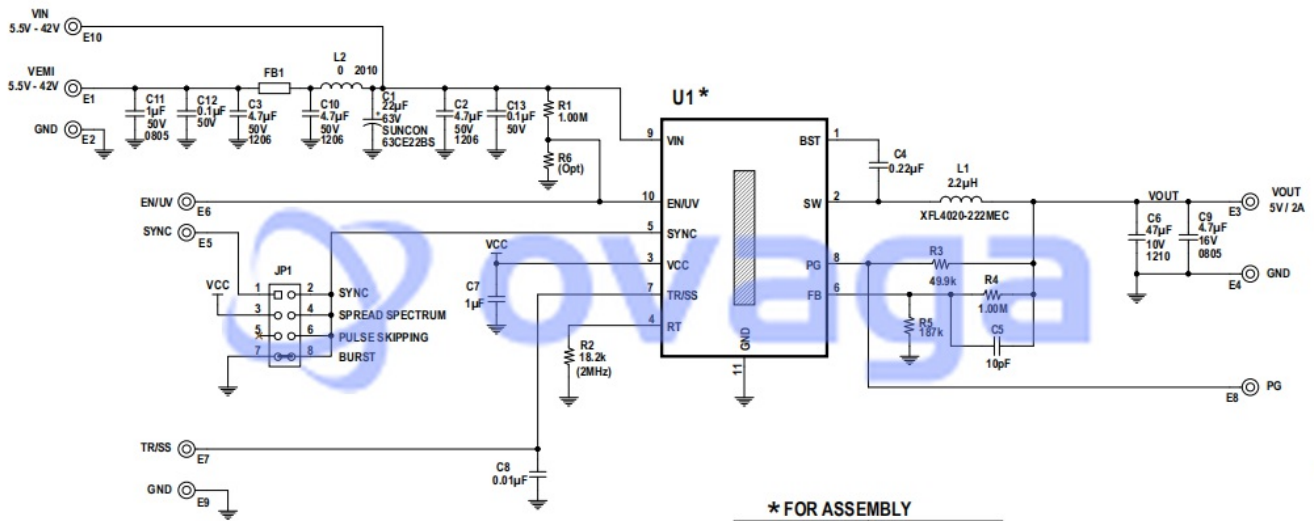 VIN
5.5V - 42V
E10
VEMI
5.5V - 42V
E1
GND
E2
C11
1µF
50V
0805
C12
0.1µF
50V
C3
4.7µF
50V
1206
FB1
C10
4.7µF
50V
1206
L2
0 2010
C1
22µF
63V
SUNCON
63CE22BS
+
C2
4.7µF
50V
1206
C13
0.1µF
50V
R1
1.00M
R6
(Opt)
EN/UV
E6
SYNC
E5
JP1
VCC
1 2 SYNC
3 4 SPREAD SPECTRUM
5 6 PULSE SKIPPING
7 8 BURST
VCC
C7
1µF
R2
18.2k
(2MHz)
TR/SS
E7
GND
E9
C8
0.01µF
U1*
9 VIN
10 EN/UV
5 SYNC
3 VCC
7 TR/SS
4 RT
GND
11
BST 1
SW 2
PG 8
FB 6
C4
0.22µF
L1
2.2µH
XFL4020-222MEC
R3
49.9k
R4
1.00M
R5
187k
C5
10pF
VOUT
C6
47µF
10V
1210
C9
4.7µF
16V
0805
VOUT
5V / 2A
E3
GND
E4
PG
E8
ovaga
* FOR ASSEMBLY